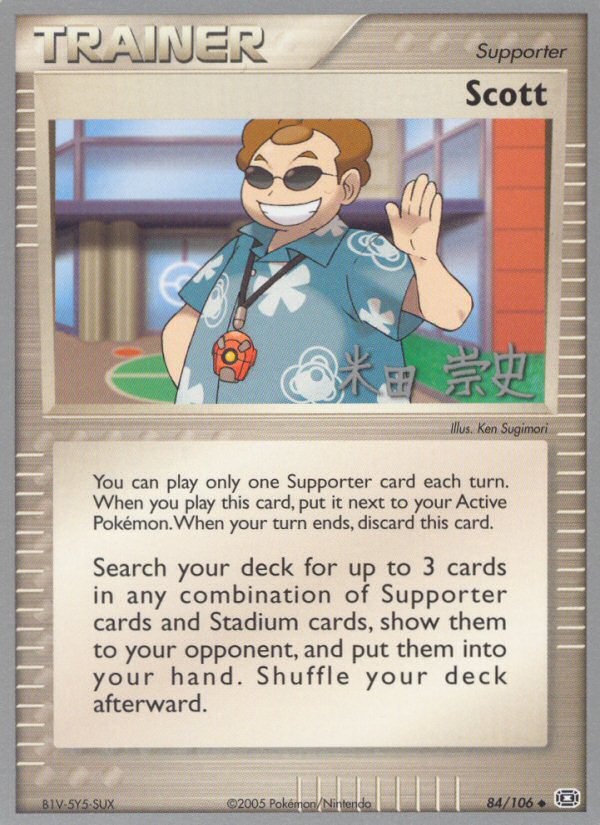 TRAINER
Supporter
Scott
米田 崇史
Illus. Ken Sugimori
You can play only one Supporter card each turn.
When you play this card, put it next to your Active
Pokémon. When your turn ends, discard this card.
Search your deck for up to 3 cards
in any combination of Supporter
cards and Stadium cards, show them
to your opponent, and put them into
your hand. Shuffle your deck
afterward.
B1V-5Y5-SUX
©2005 Pokémon/Nintendo
84/106